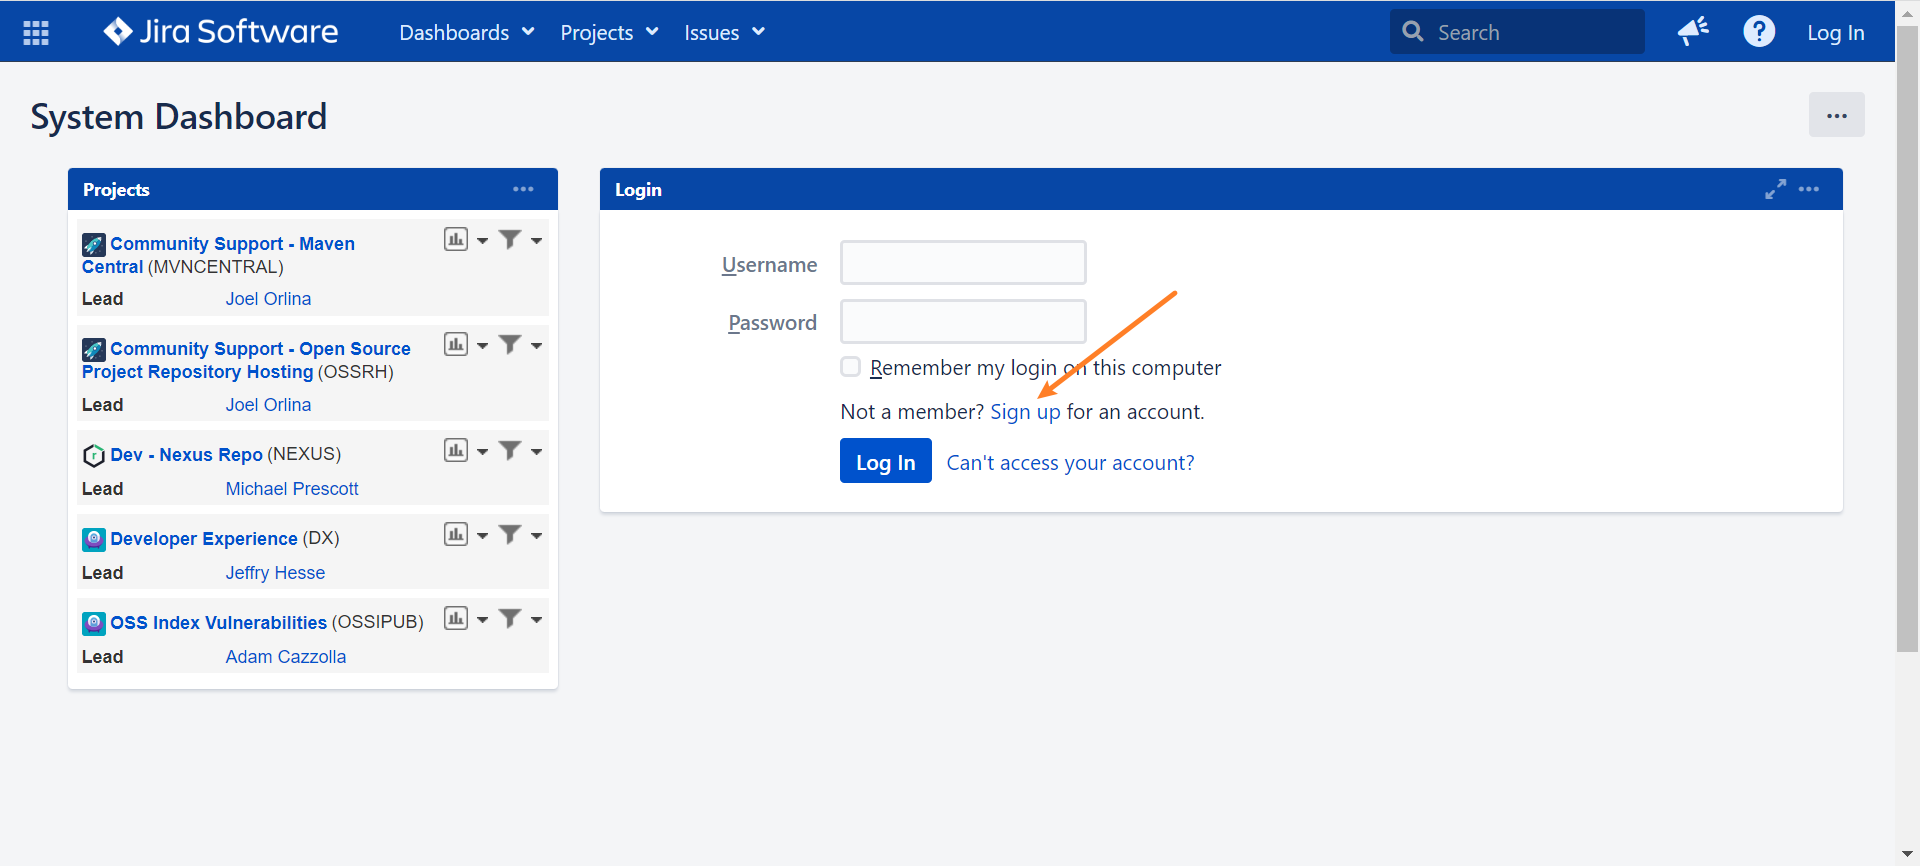 Jira Software Dashboards Projects Issues Search ? Log In
System Dashboard
Projects
Community Support - Maven
Central (MVNCENTRAL)
Lead Joel Orlina
Community Support - Open Source
Project Repository Hosting (OSSRH)
Lead Joel Orlina
Dev - Nexus Repo (NEXUS)
Lead Michael Prescott
Developer Experience (DX)
Lead Jeffry Hesse
OSS Index Vulnerabilities (OSSIPUB)
Lead Adam Cazzolla
Login
Username
Password
Remember my login on this computer
Not a member? Sign up for an account.
Log In Can't access your account?